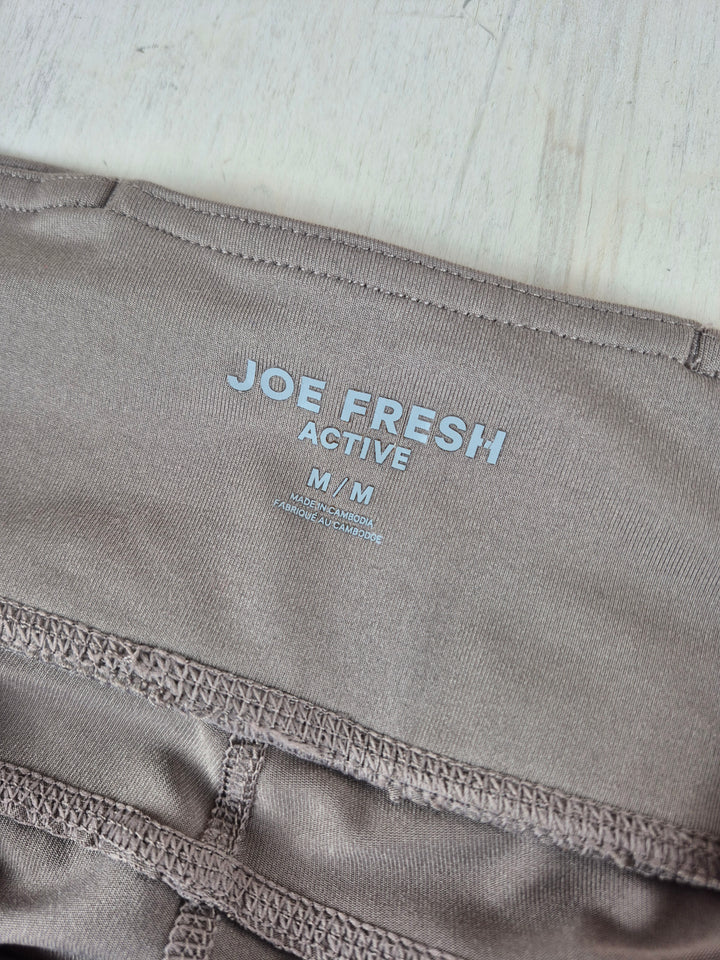 JOE FRESH
ACTIVE
M/M
MADE IN CAMBODIA
FABRIQUÉ AU CAMBODGE